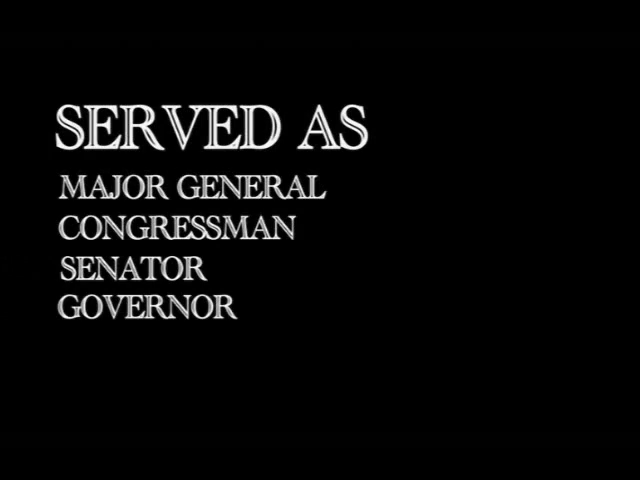 SERVED AS
MAJOR GENERAL
CONGRESSMAN
SENATOR
GOVERNOR